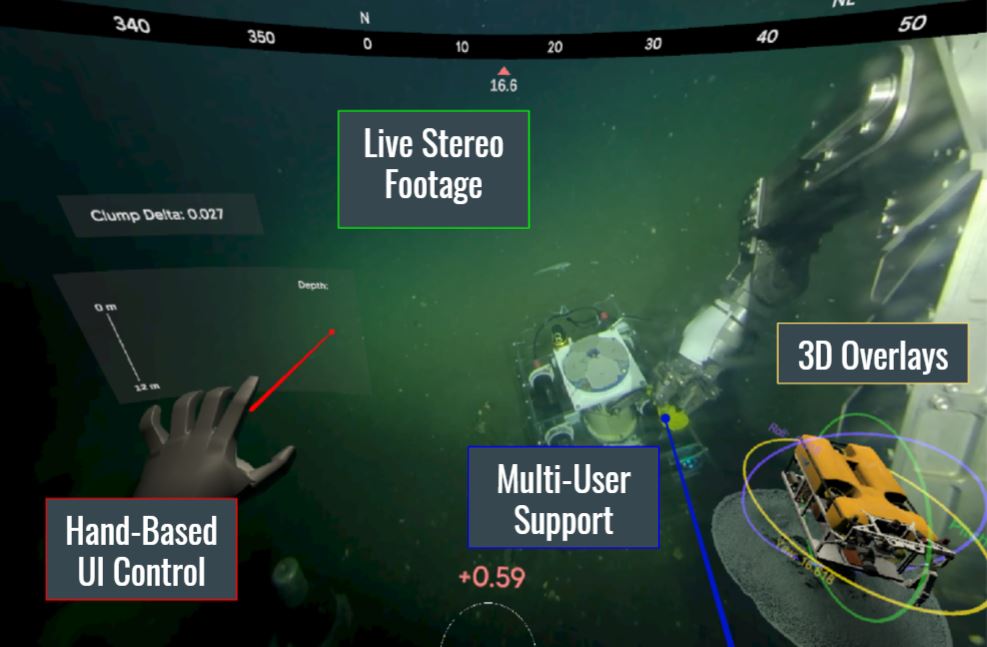 NE
340
350
N
0
10
20
30
40
50
16.6
Live Stereo
Footage
Clump Delta: 0.027
Depth:
0 m
12 m
3D Overlays
Multi-User
Support
Hand-Based
UI Control
+0.59